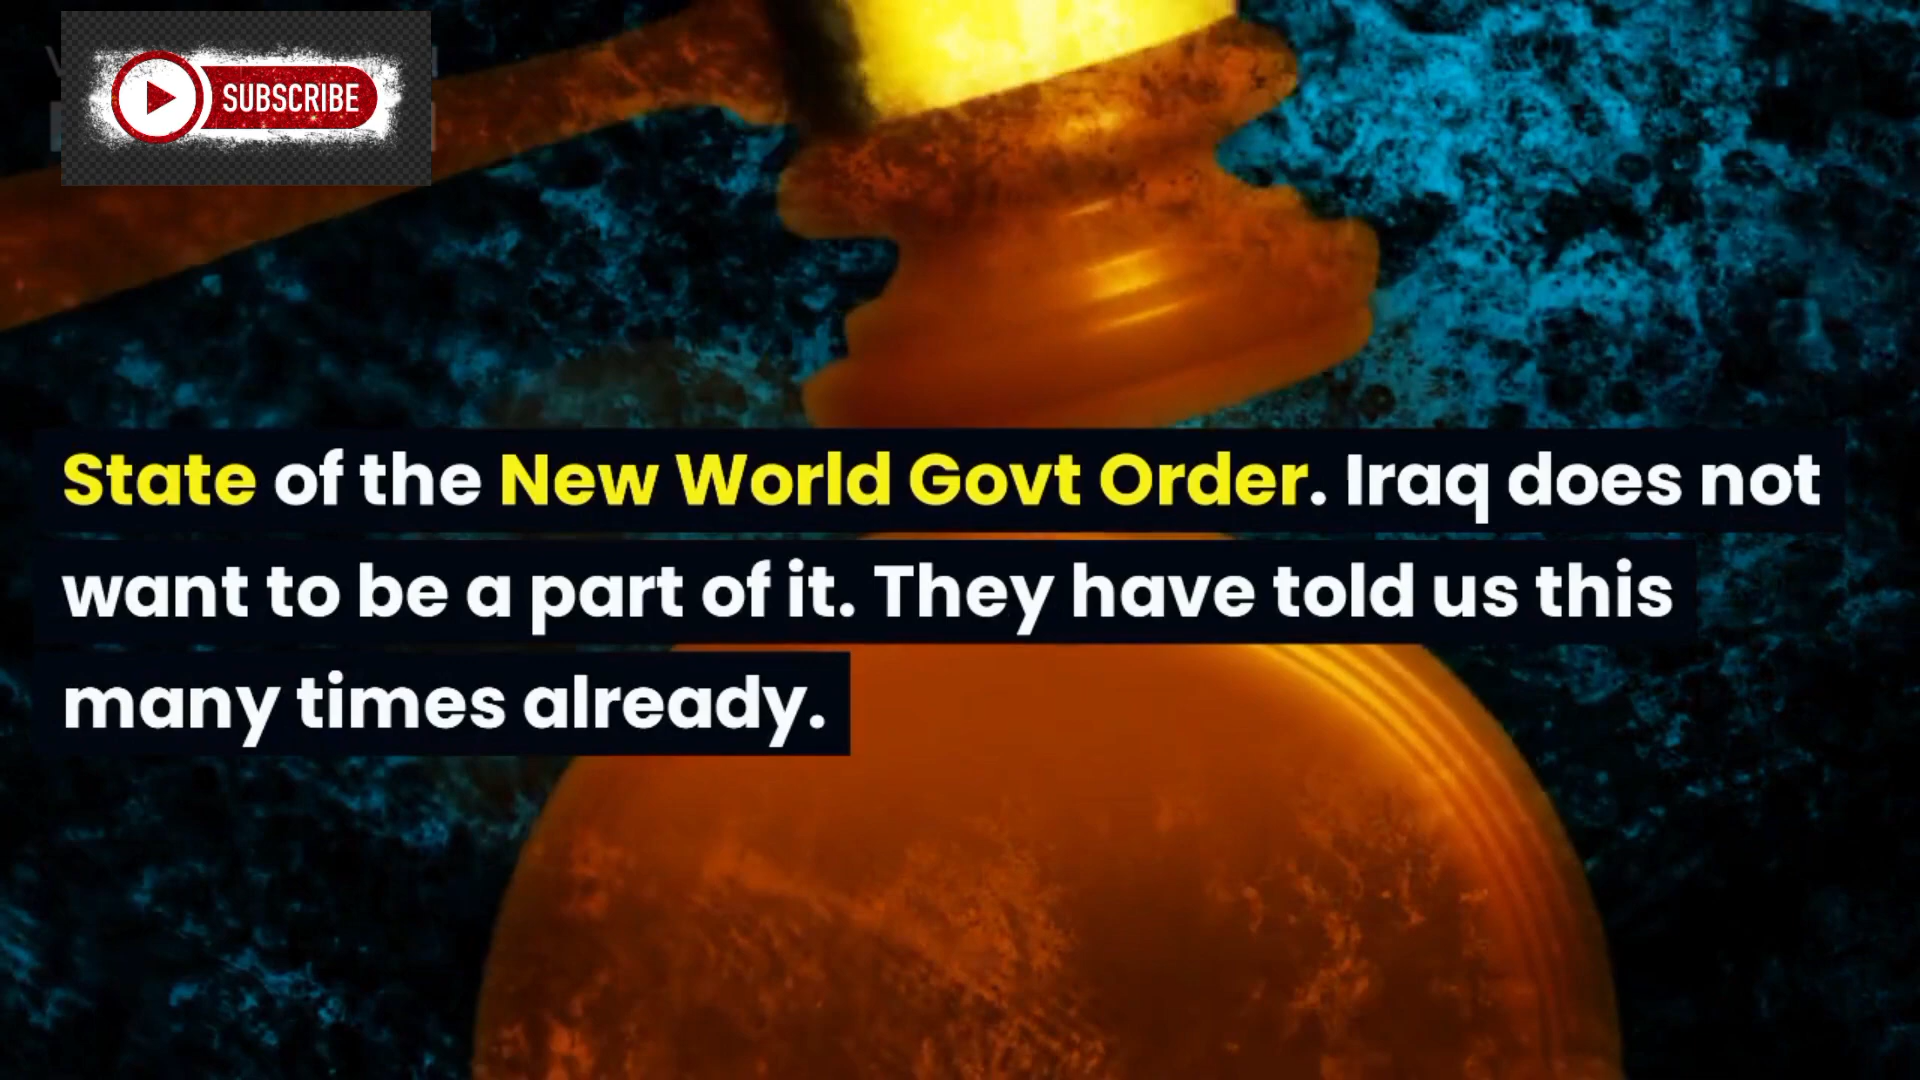 SUBSCRIBE
State of the New World Govt Order. Iraq does not
want to be a part of it. They have told us this
many times already.